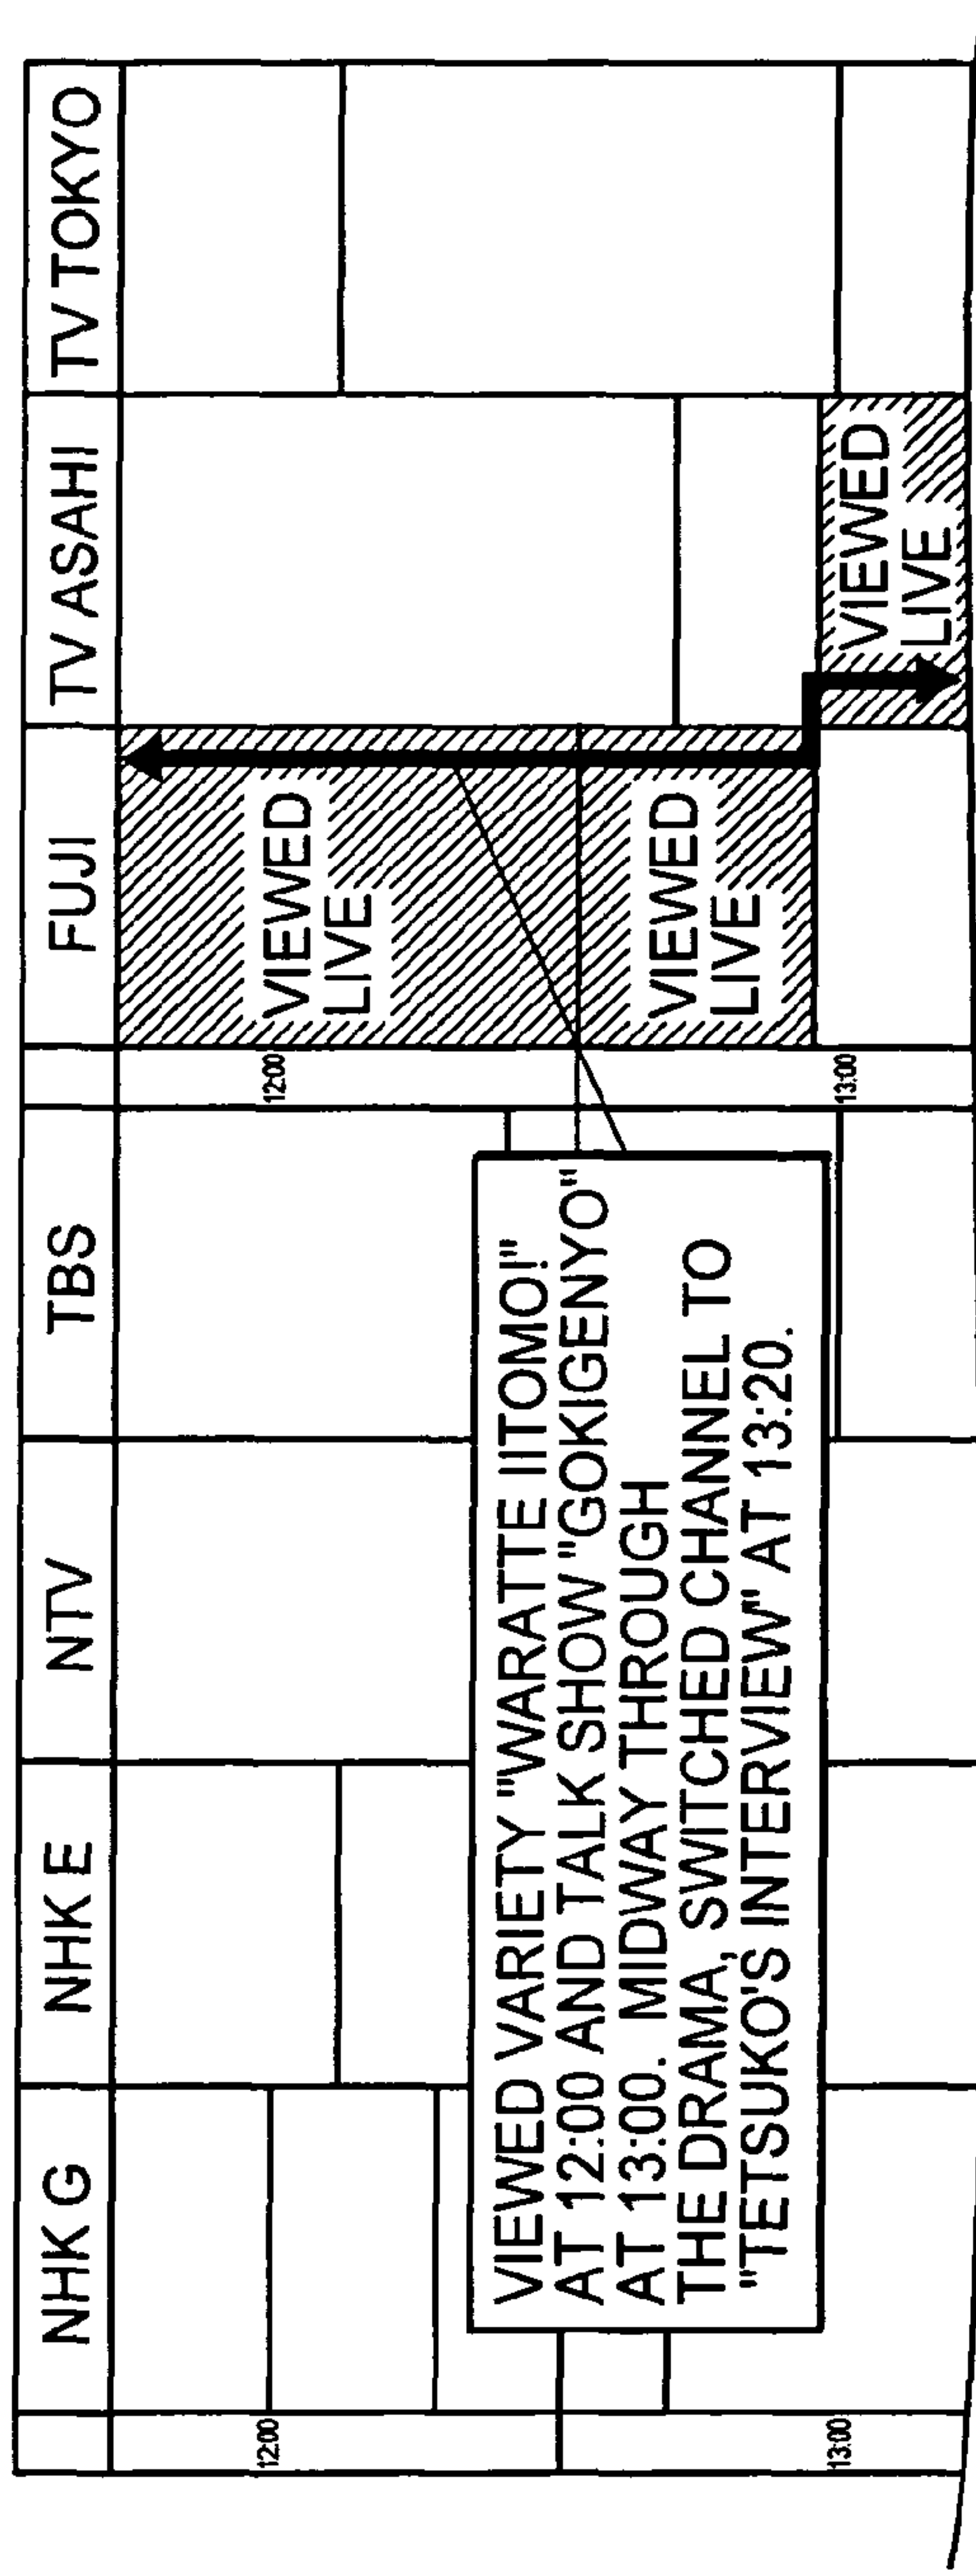 NHK G
NHK E
NTV
TBS
FUJI
TV ASAHI
TV TOKYO
12:00
12:00
VIEWED
LIVE
VIEWED VARIETY "WARATTE IITOMO!"
AT 12:00 AND TALK SHOW "GOKIGENYO"
AT 13:00. MIDWAY THROUGH
THE DRAMA, SWITCHED CHANNEL TO
"TETSUKO'S INTERVIEW" AT 13:20.
VIEWED
LIVE
13:00
13:00
VIEWED
LIVE